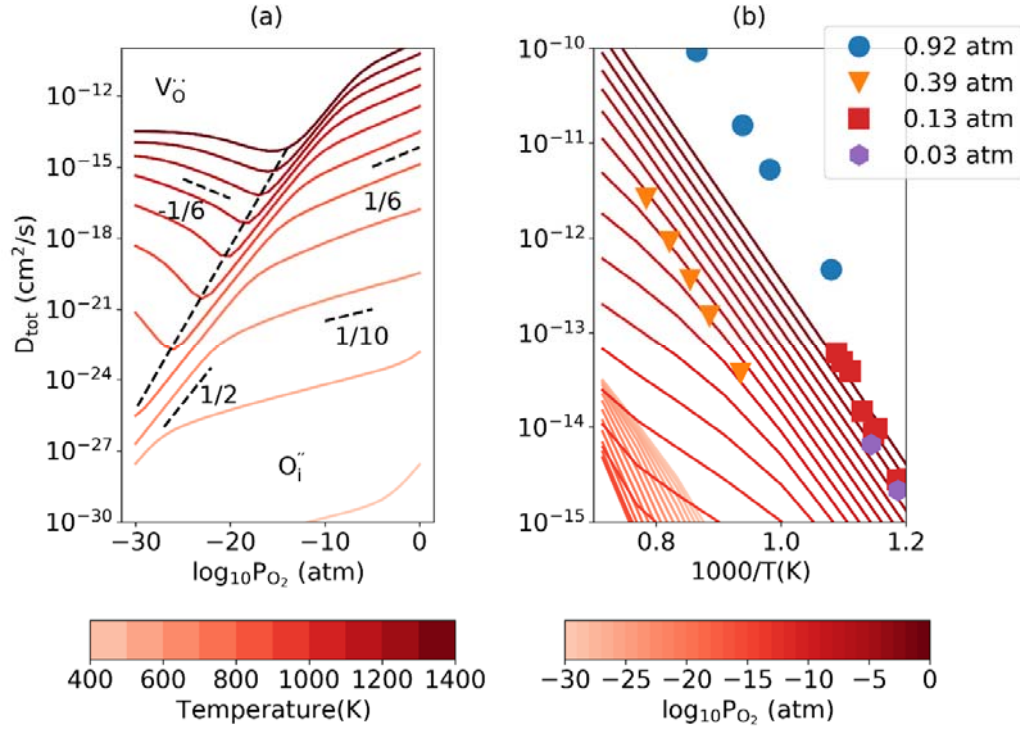 (a)
10⁻¹²
10⁻¹⁵
10⁻¹⁸
10⁻²¹
10⁻²⁴
10⁻²⁷
10⁻³⁰
D_tot (cm²/s)
V_O^¨
-1/6
1/6
1/10
1/2
O_i^″
−30
−20
−10
0
log₁₀P_O₂ (atm)
400 600 800 1000 1200 1400
Temperature(K)
(b)
10⁻¹⁰
10⁻¹¹
10⁻¹²
10⁻¹³
10⁻¹⁴
10⁻¹⁵
0.92 atm
0.39 atm
0.13 atm
0.03 atm
0.8 1.0 1.2
1000/T(K)
−30 −25 −20 −15 −10 −5 0
log₁₀P_O₂ (atm)